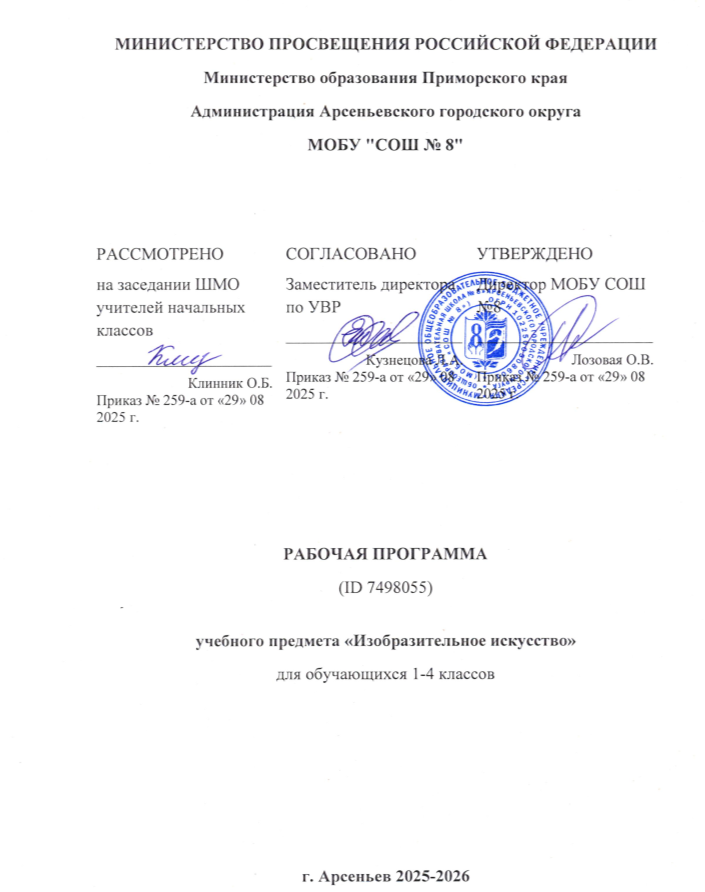 МИНИСТЕРСТВО ПРОСВЕЩЕНИЯ РОССИЙСКОЙ ФЕДЕРАЦИИ
Министерство образования Приморского края
Администрация Арсеньевского городского округа
МОБУ "СОШ № 8"
РАССМОТРЕНО
на заседании ШМО
учителей начальных
классов
Клинник О.Б.
Приказ № 259-а от «29» 08
2025 г.
СОГЛАСОВАНО
Заместитель директора
по УВР
Кузнецова
Приказ № 259-а от «29» 08
2025 г.
УТВЕРЖДЕНО
Директор МОБУ СОШ
№8
Лозовая О.В.
Приказ № 259-а от «29» 08
2025 г.
РАБОЧАЯ ПРОГРАММА
(ID 7498055)
учебного предмета «Изобразительное искусство»
для обучающихся 1-4 классов
г. Арсеньев 2025-2026